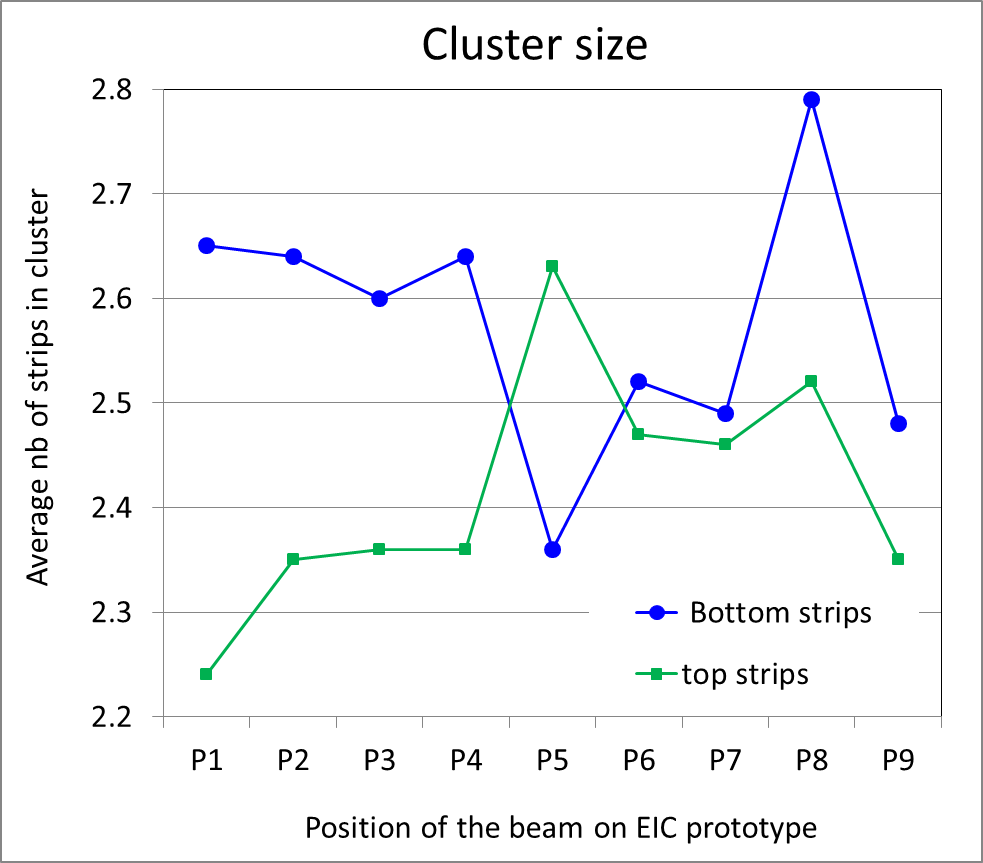 Cluster size
2.8
2.7
2.6
2.5
2.4
2.3
2.2
Average nb of strips in cluster
Bottom strips
top strips
P1 P2 P3 P4 P5 P6 P7 P8 P9
Position of the beam on EIC prototype